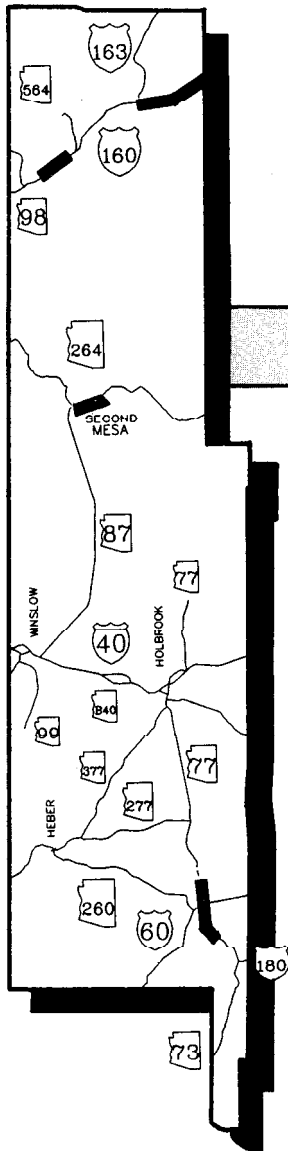 163
564
160
98
264
SECOND
MESA
87
77
WINSLOW
40
HOLBROOK
B40
99
377
77
277
HEBER
260
60
180
73